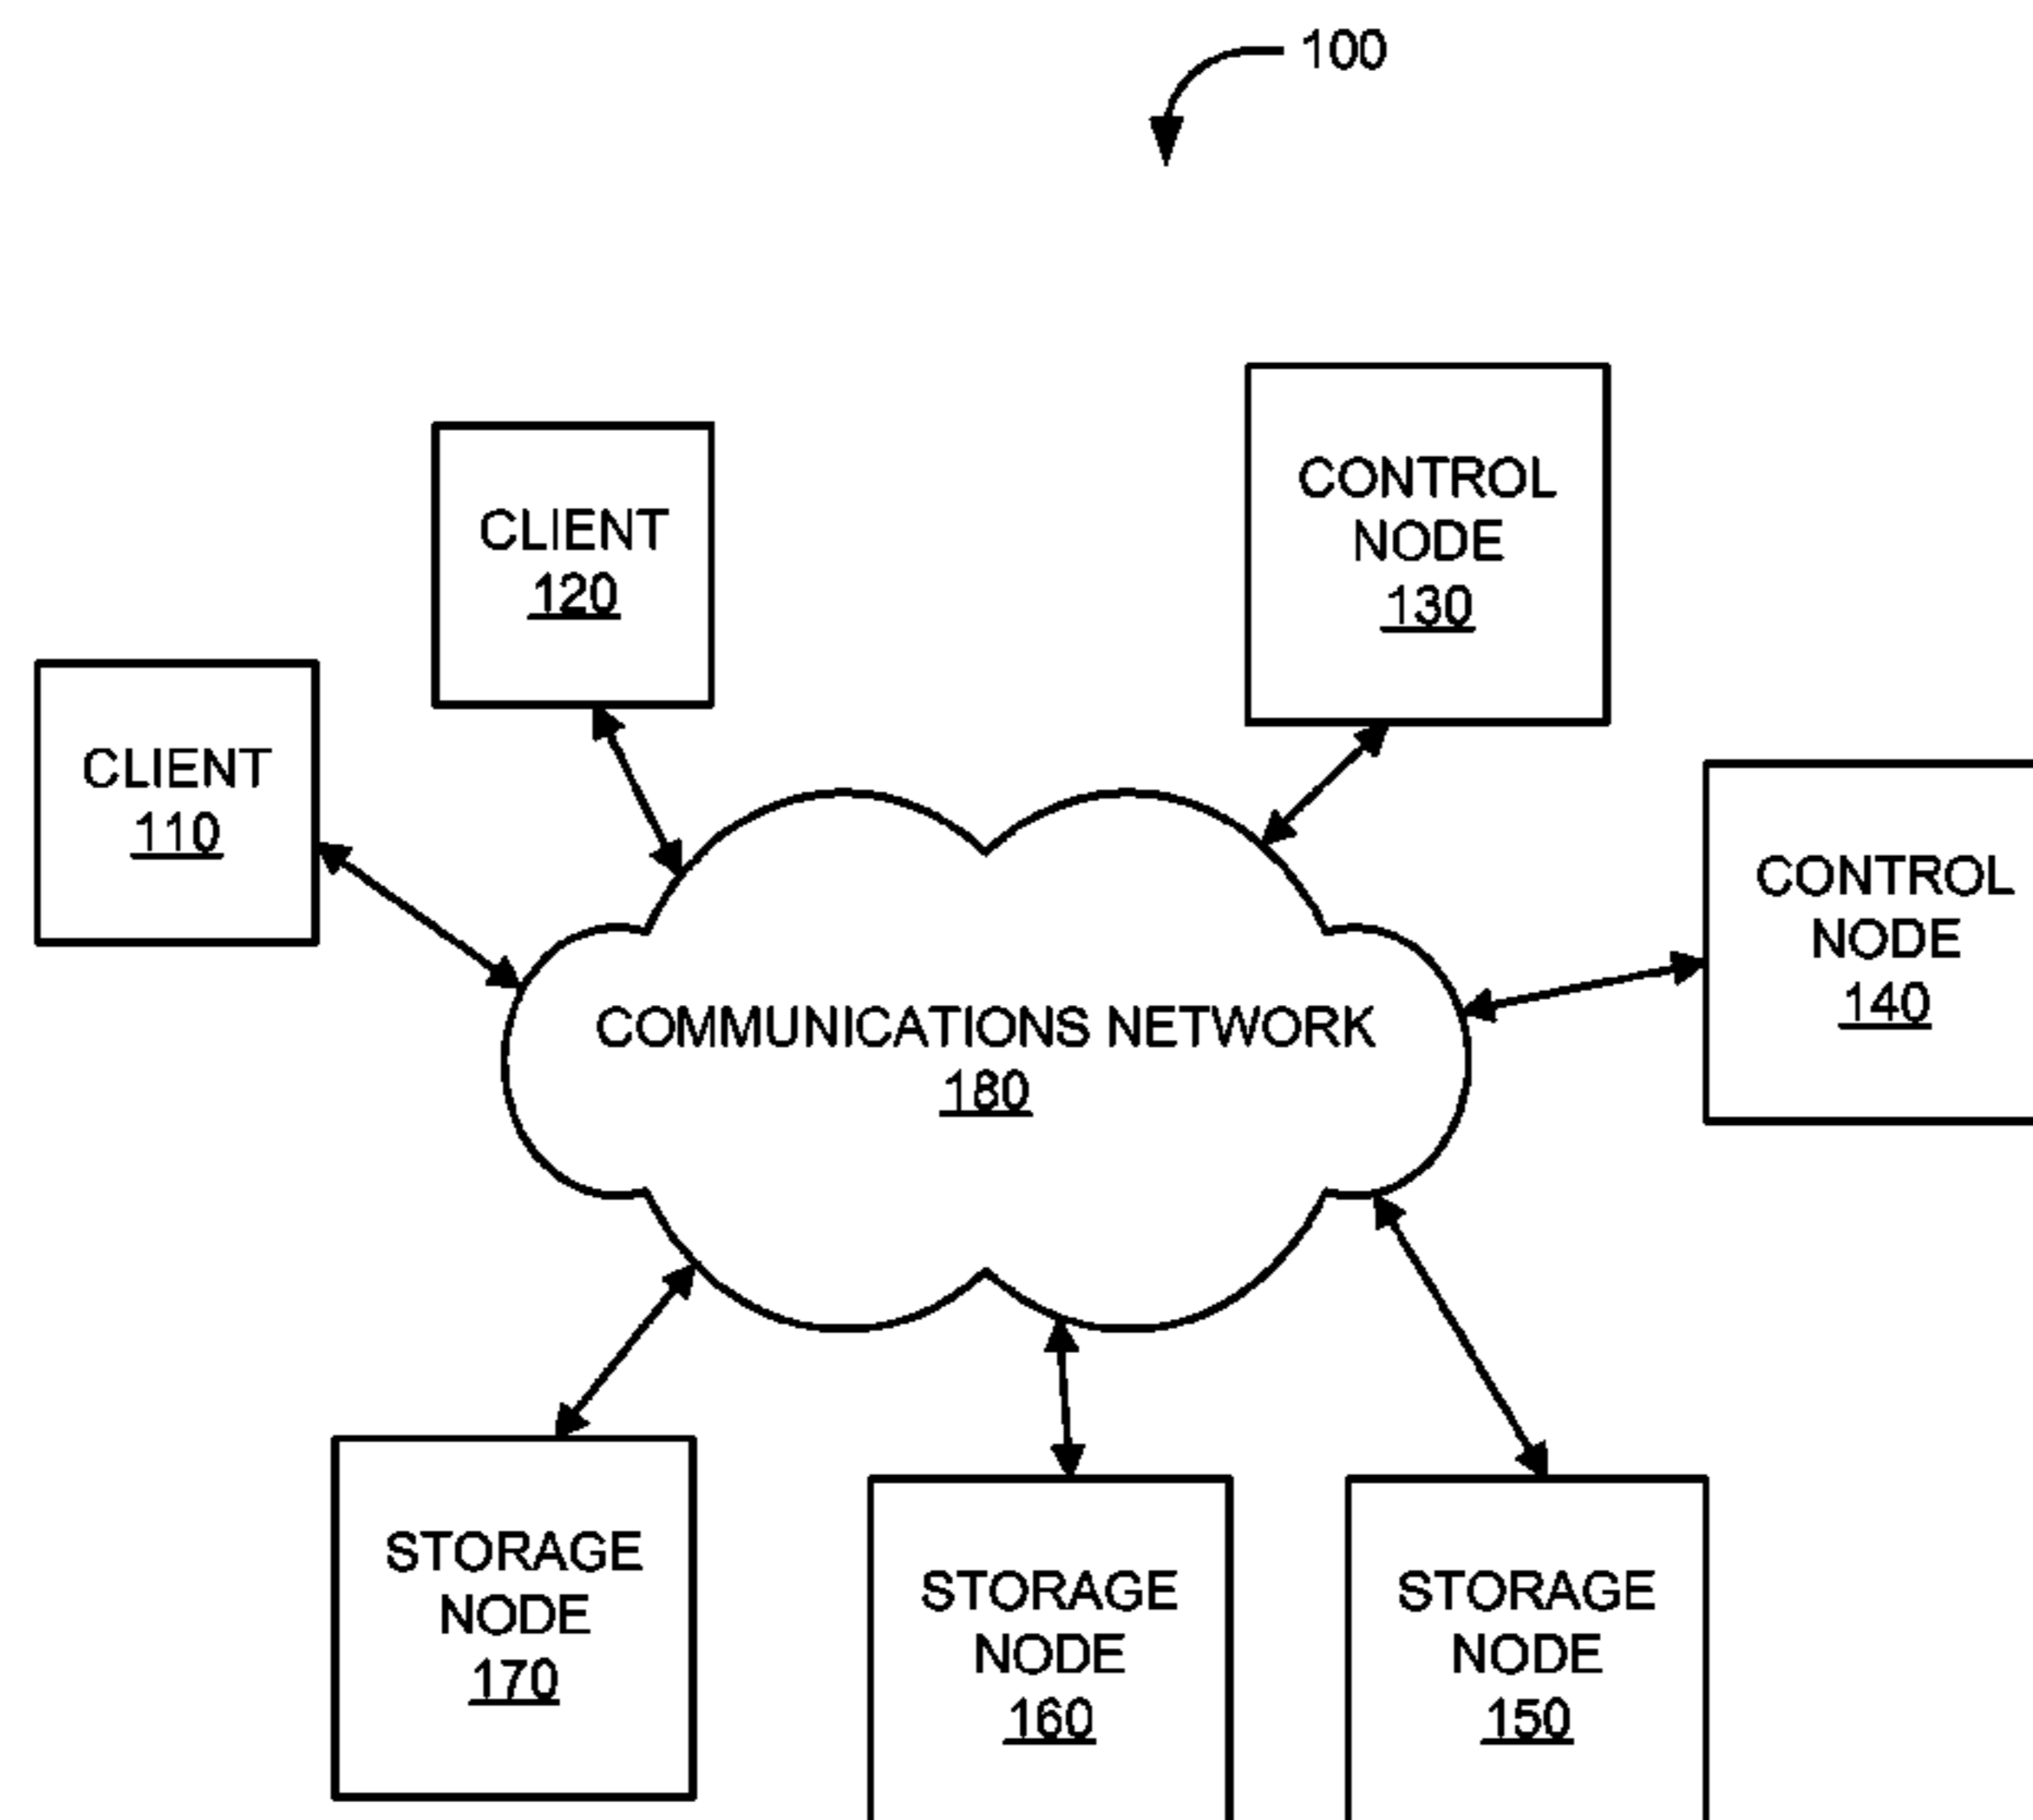 100
CONTROL
NODE
130
CLIENT
120
CLIENT
110
CONTROL
NODE
140
COMMUNICATIONS NETWORK
180
STORAGE
NODE
170
STORAGE
NODE
160
STORAGE
NODE
150